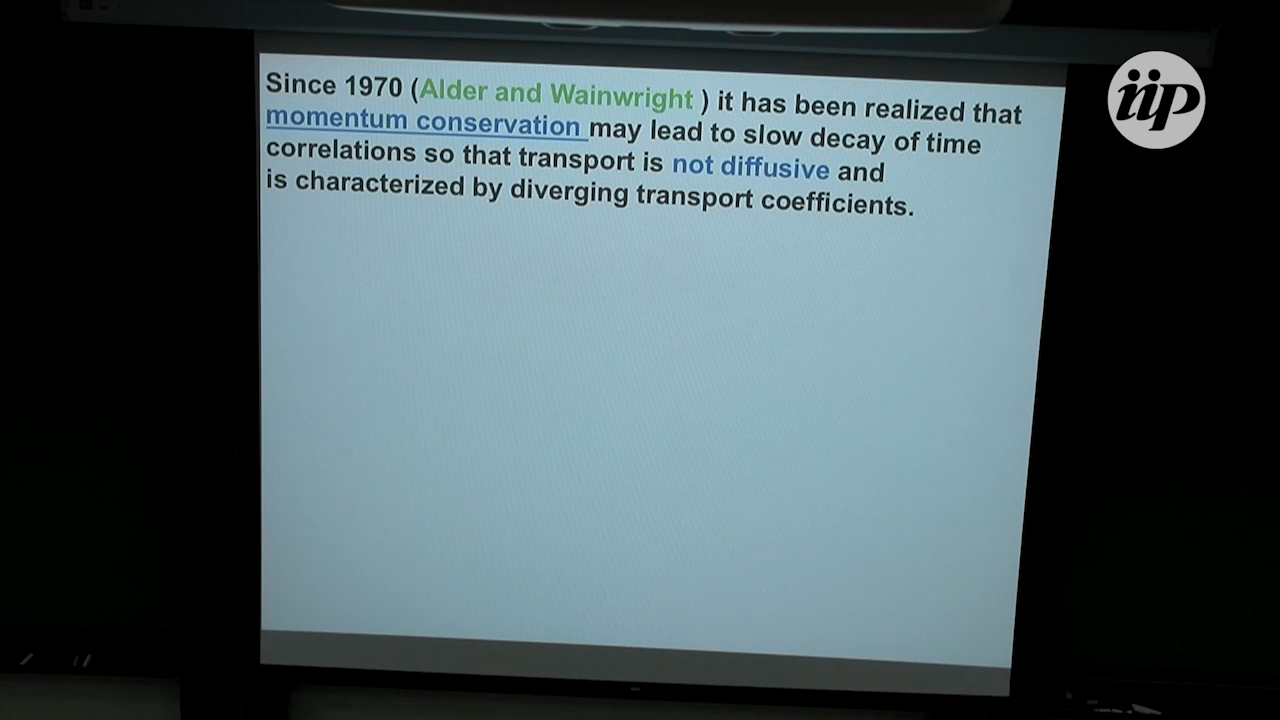 Since 1970 (Alder and Wainwright ) it has been realized that
momentum conservation may lead to slow decay of time
correlations so that transport is not diffusive and
is characterized by diverging transport coefficients.
iip